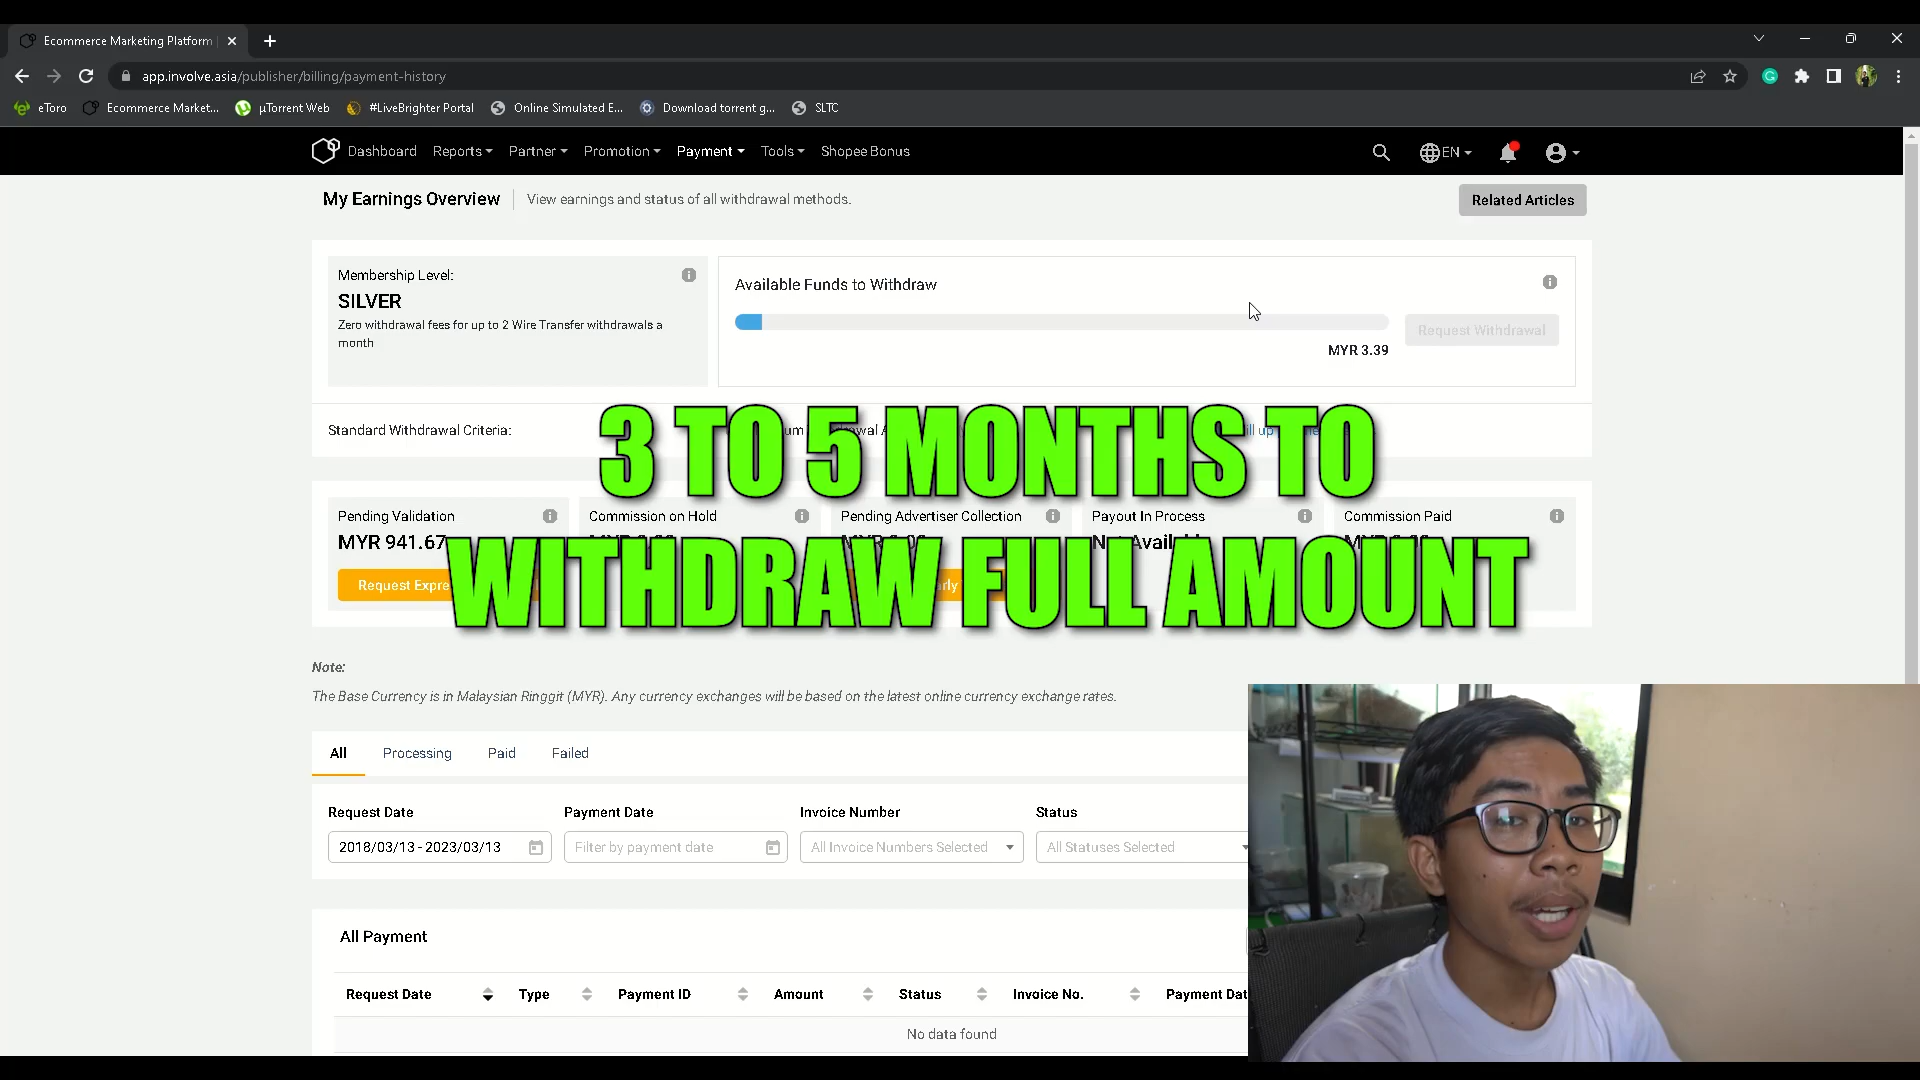 Ecommerce Marketing Platform
app.involve.asia/publisher/billing/payment-history
eToro Ecommerce Market... µTorrent Web #LiveBrighter Portal Online Simulated E... Download torrent g... SLTC
Dashboard Reports Partner Promotion Payment Tools Shopee Bonus EN
My Earnings Overview View earnings and status of all withdrawal methods. Related Articles
Membership Level:
SILVER
Zero withdrawal fees for up to 2 Wire Transfer withdrawals a
month
Available Funds to Withdraw
Request Withdrawal
MYR 3.39
Standard Withdrawal Criteria:
3 TO 5 MONTHS TO
WITHDRAW FULL AMOUNT
Pending Validation Commission on Hold Pending Advertiser Collection Payout In Process Commission Paid
MYR 941.67
Request
Note:
The Base Currency is in Malaysian Ringgit (MYR). Any currency exchanges will be based on the latest online currency exchange rates.
All Processing Paid Failed
Request Date Payment Date Invoice Number Status
2018/03/13 - 2023/03/13 Filter by payment date All Invoice Numbers Selected All Statuses Selected
All Payment
Request Date Type Payment ID Amount Status Invoice No. Payment Dat
No data found